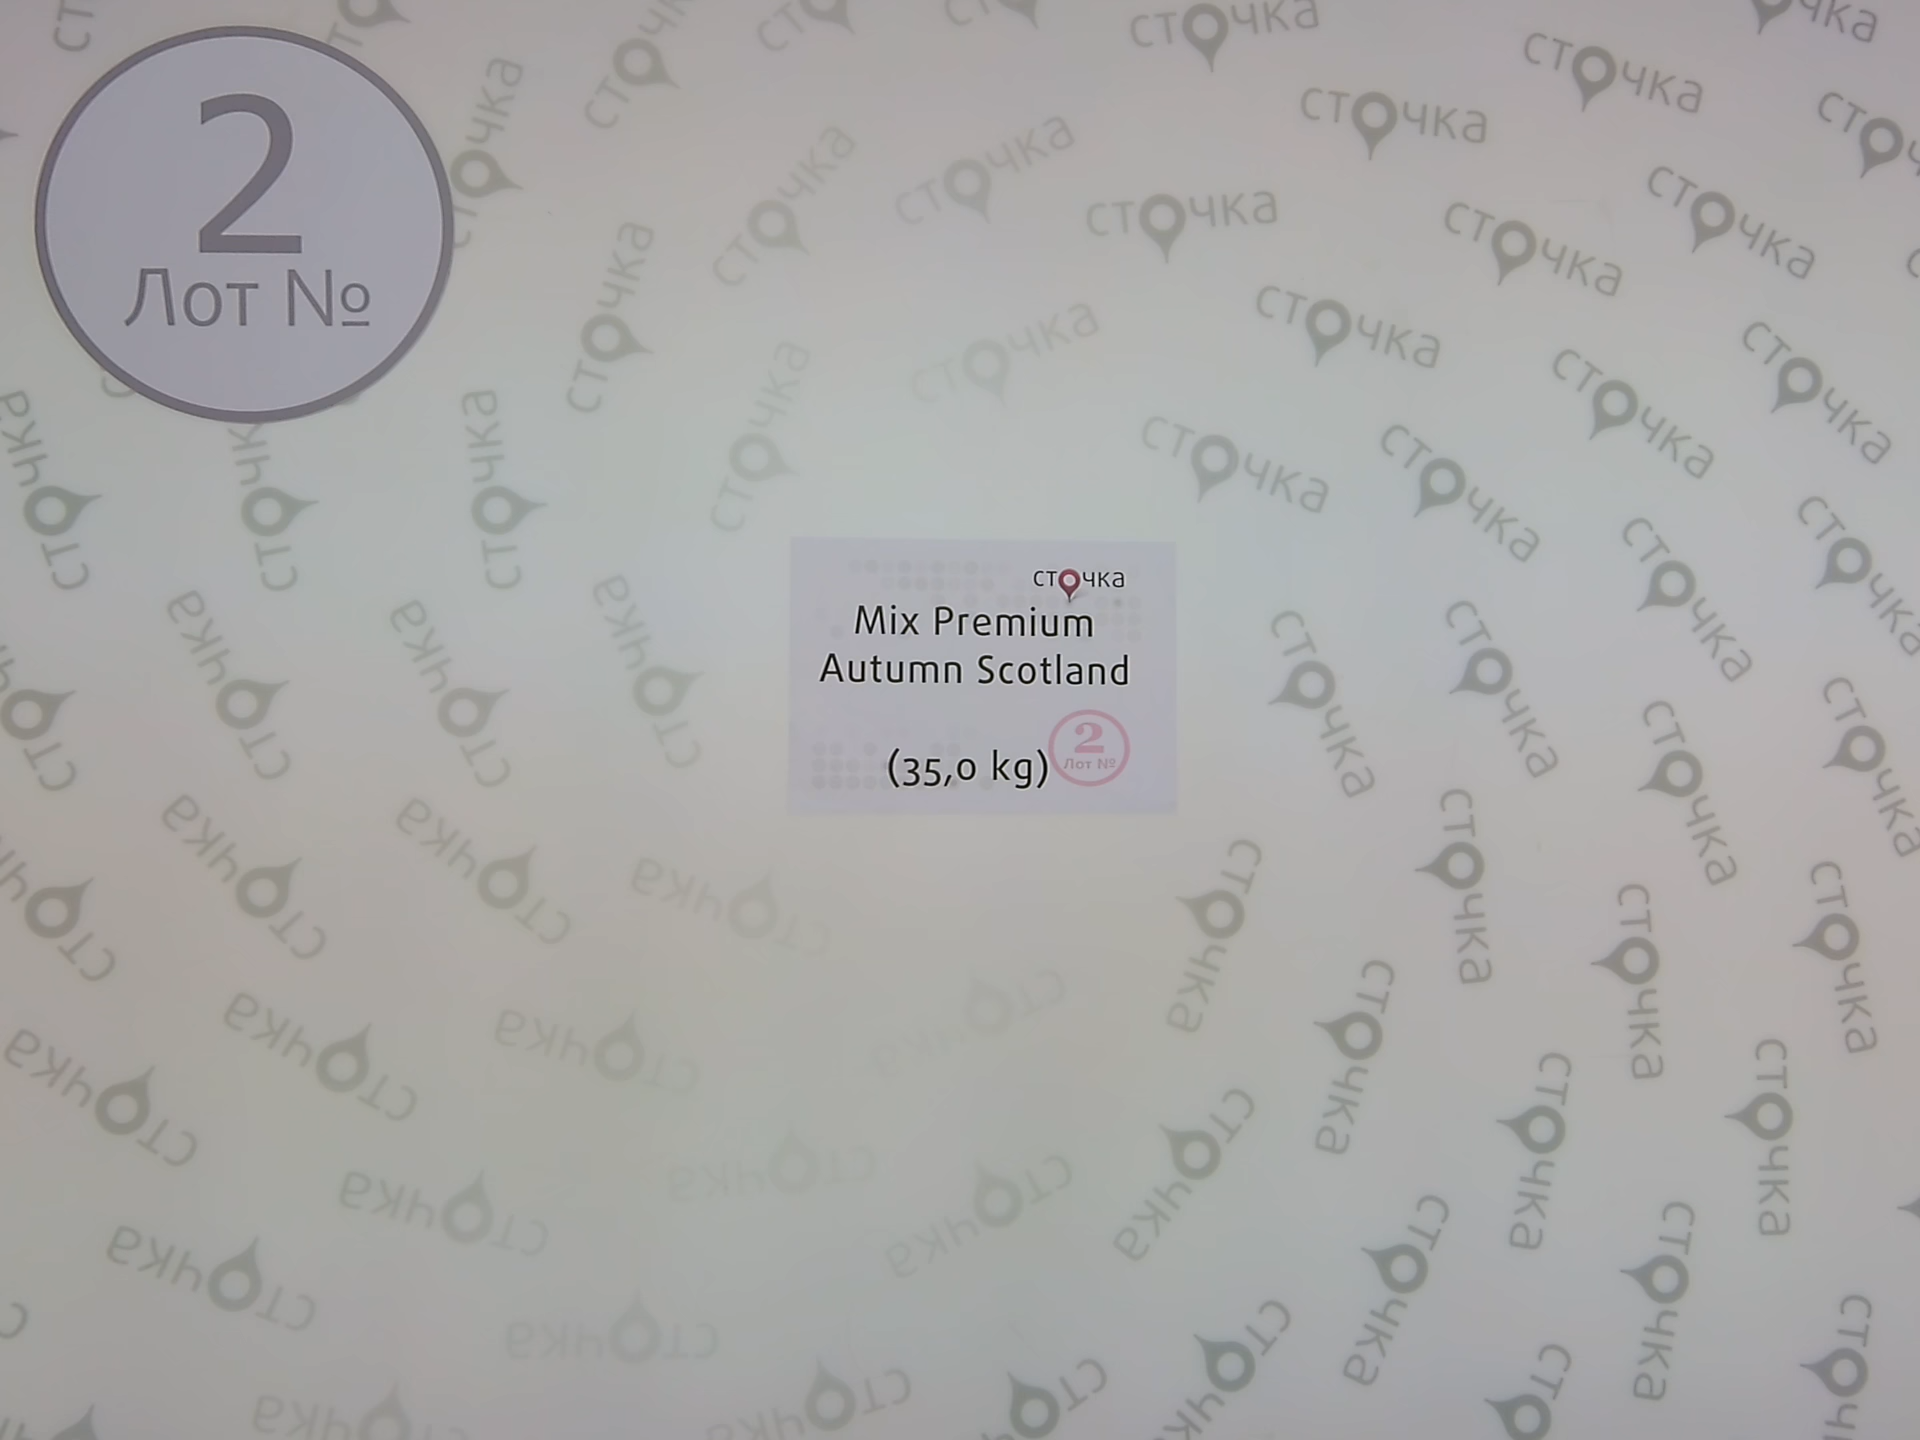 2
Лот №
сточка
Mix Premium
Autumn Scotland
(35,0 kg)
2
Лот №